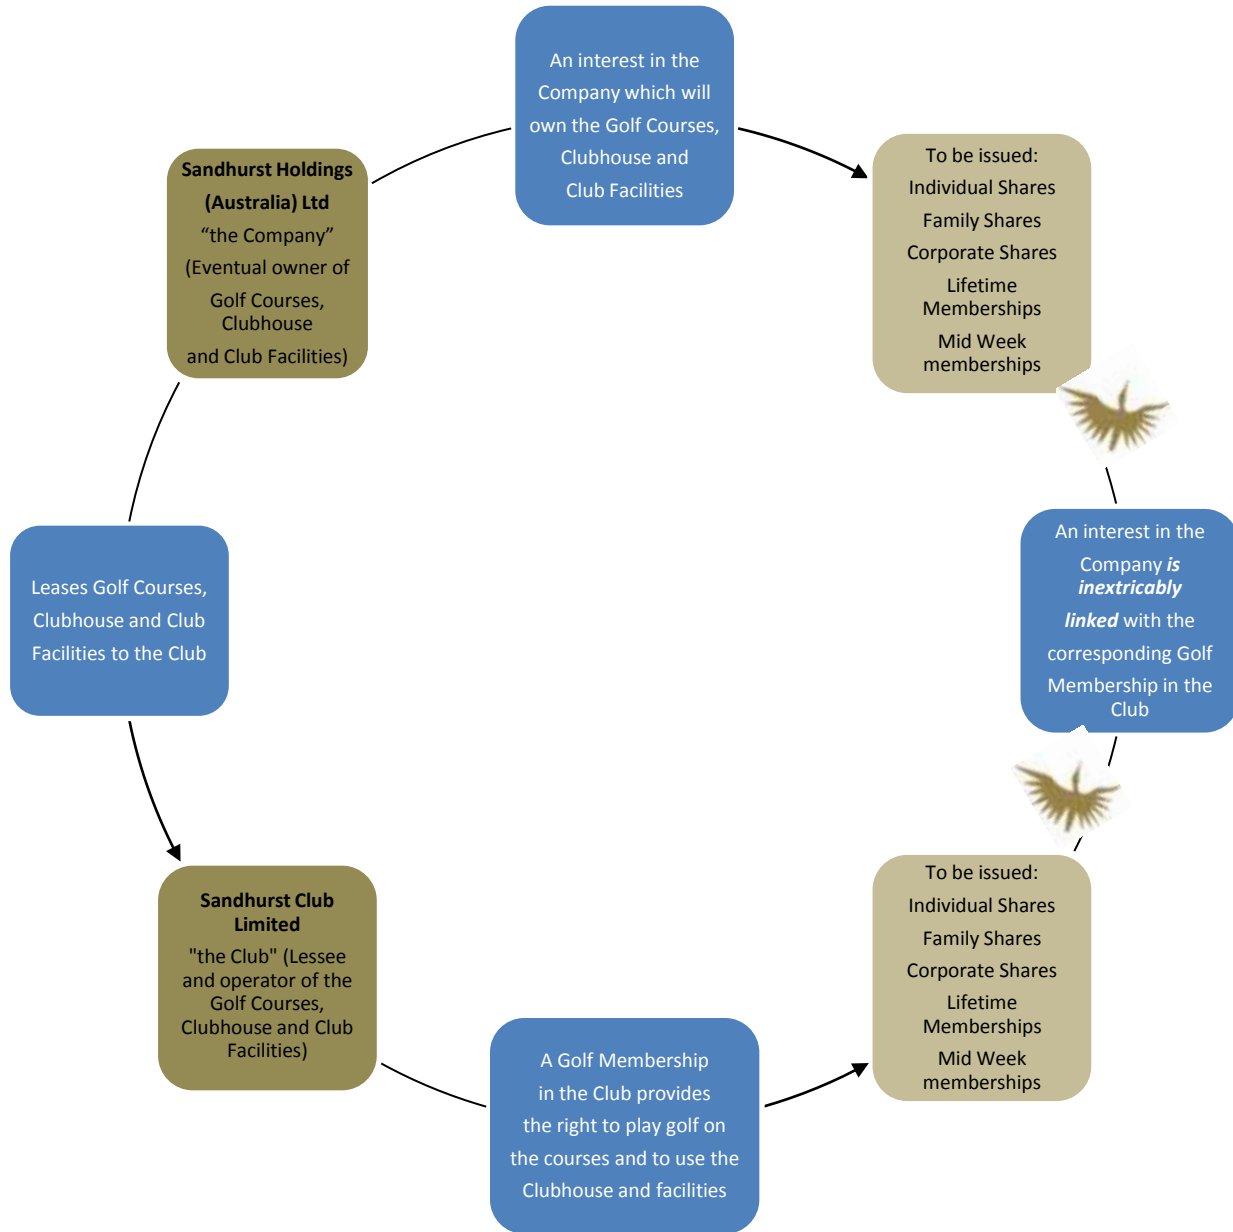 An interest in the
Company which will
own the Golf Courses,
Clubhouse and
Club Facilities
Sandhurst Holdings
(Australia) Ltd
“the Company”
(Eventual owner of
Golf Courses,
Clubhouse
and Club Facilities)
To be issued:
Individual Shares
Family Shares
Corporate Shares
Lifetime
Memberships
Mid Week
memberships
Leases Golf Courses,
Clubhouse and Club
Facilities to the Club
An interest in the
Company is
inextricably
linked with the
corresponding Golf
Membership in the
Club
Sandhurst Club
Limited
"the Club" (Lessee
and operator of the
Golf Courses,
Clubhouse and Club
Facilities)
To be issued:
Individual Shares
Family Shares
Corporate Shares
Lifetime
Memberships
Mid Week
memberships
A Golf Membership
in the Club provides
the right to play golf on
the courses and to use the
Clubhouse and facilities